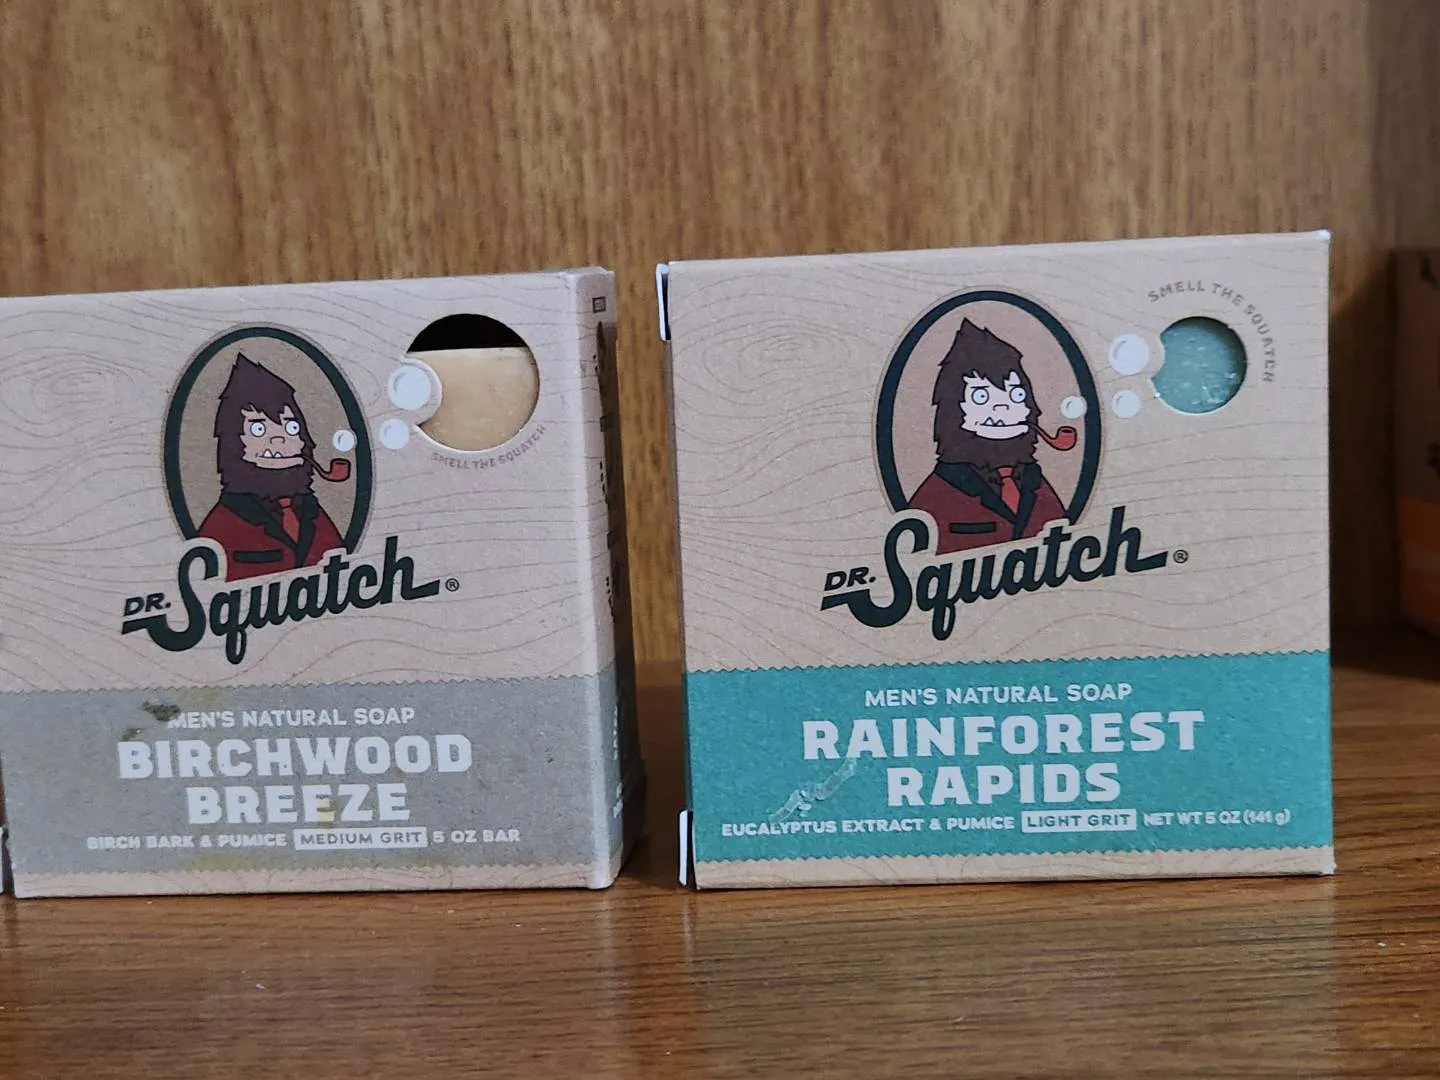 SMELL THE SQUATCH
DR. Squatch®
MEN'S NATURAL SOAP
BIRCHWOOD
BREEZE
BIRCH BARK & PUMICE MEDIUM GRIT 5 OZ BAR
SMELL THE SQUATCH
DR. Squatch®
MEN'S NATURAL SOAP
RAINFOREST
RAPIDS
EUCALYPTUS EXTRACT & PUMICE LIGHT GRIT NET WT 5 OZ (141 g)